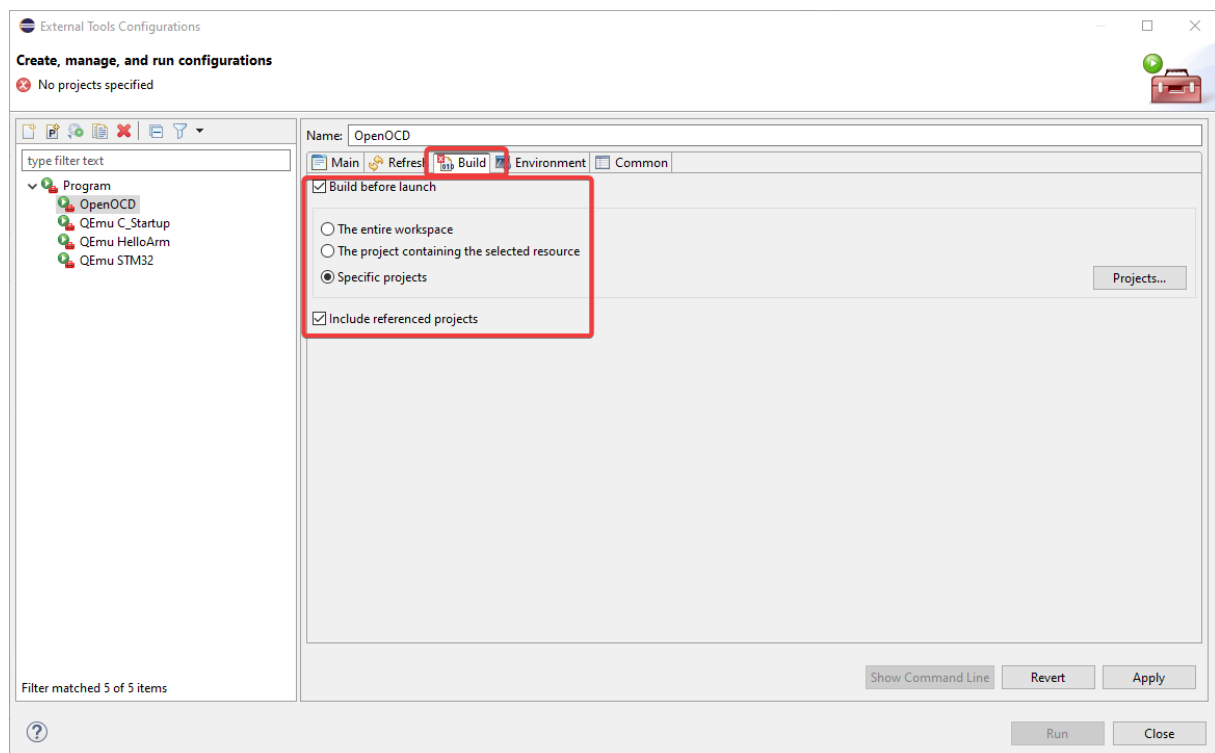 External Tools Configurations
Create, manage, and run configurations
No projects specified
type filter text
Program
OpenOCD
QEmu C_Startup
QEmu HelloArm
QEmu STM32
Filter matched 5 of 5 items
Name: OpenOCD
Main Refresh Build Environment Common
Build before launch
The entire workspace
The project containing the selected resource
Specific projects Projects...
Include referenced projects
Show Command Line Revert Apply
Run Close